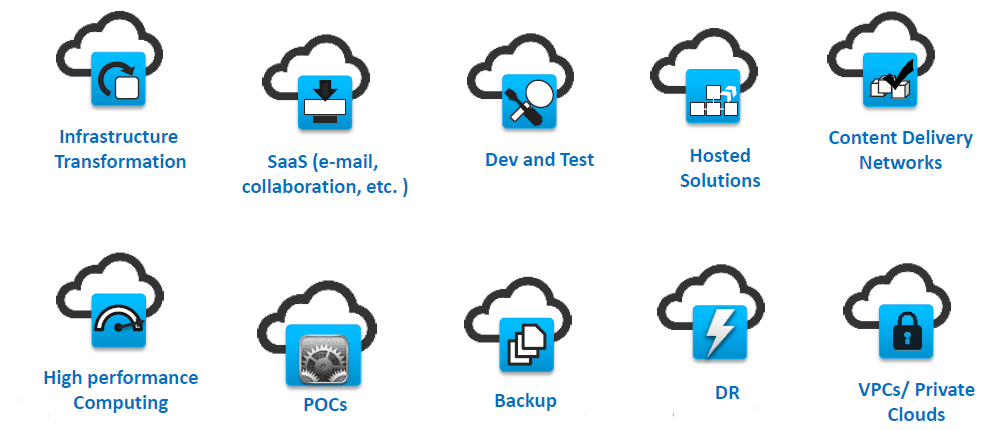 Infrastructure
Transformation
SaaS (e-mail,
collaboration, etc. )
Dev and Test
Hosted
Solutions
Content Delivery
Networks
High performance
Computing
POCs
Backup
DR
VPCs/ Private
Clouds